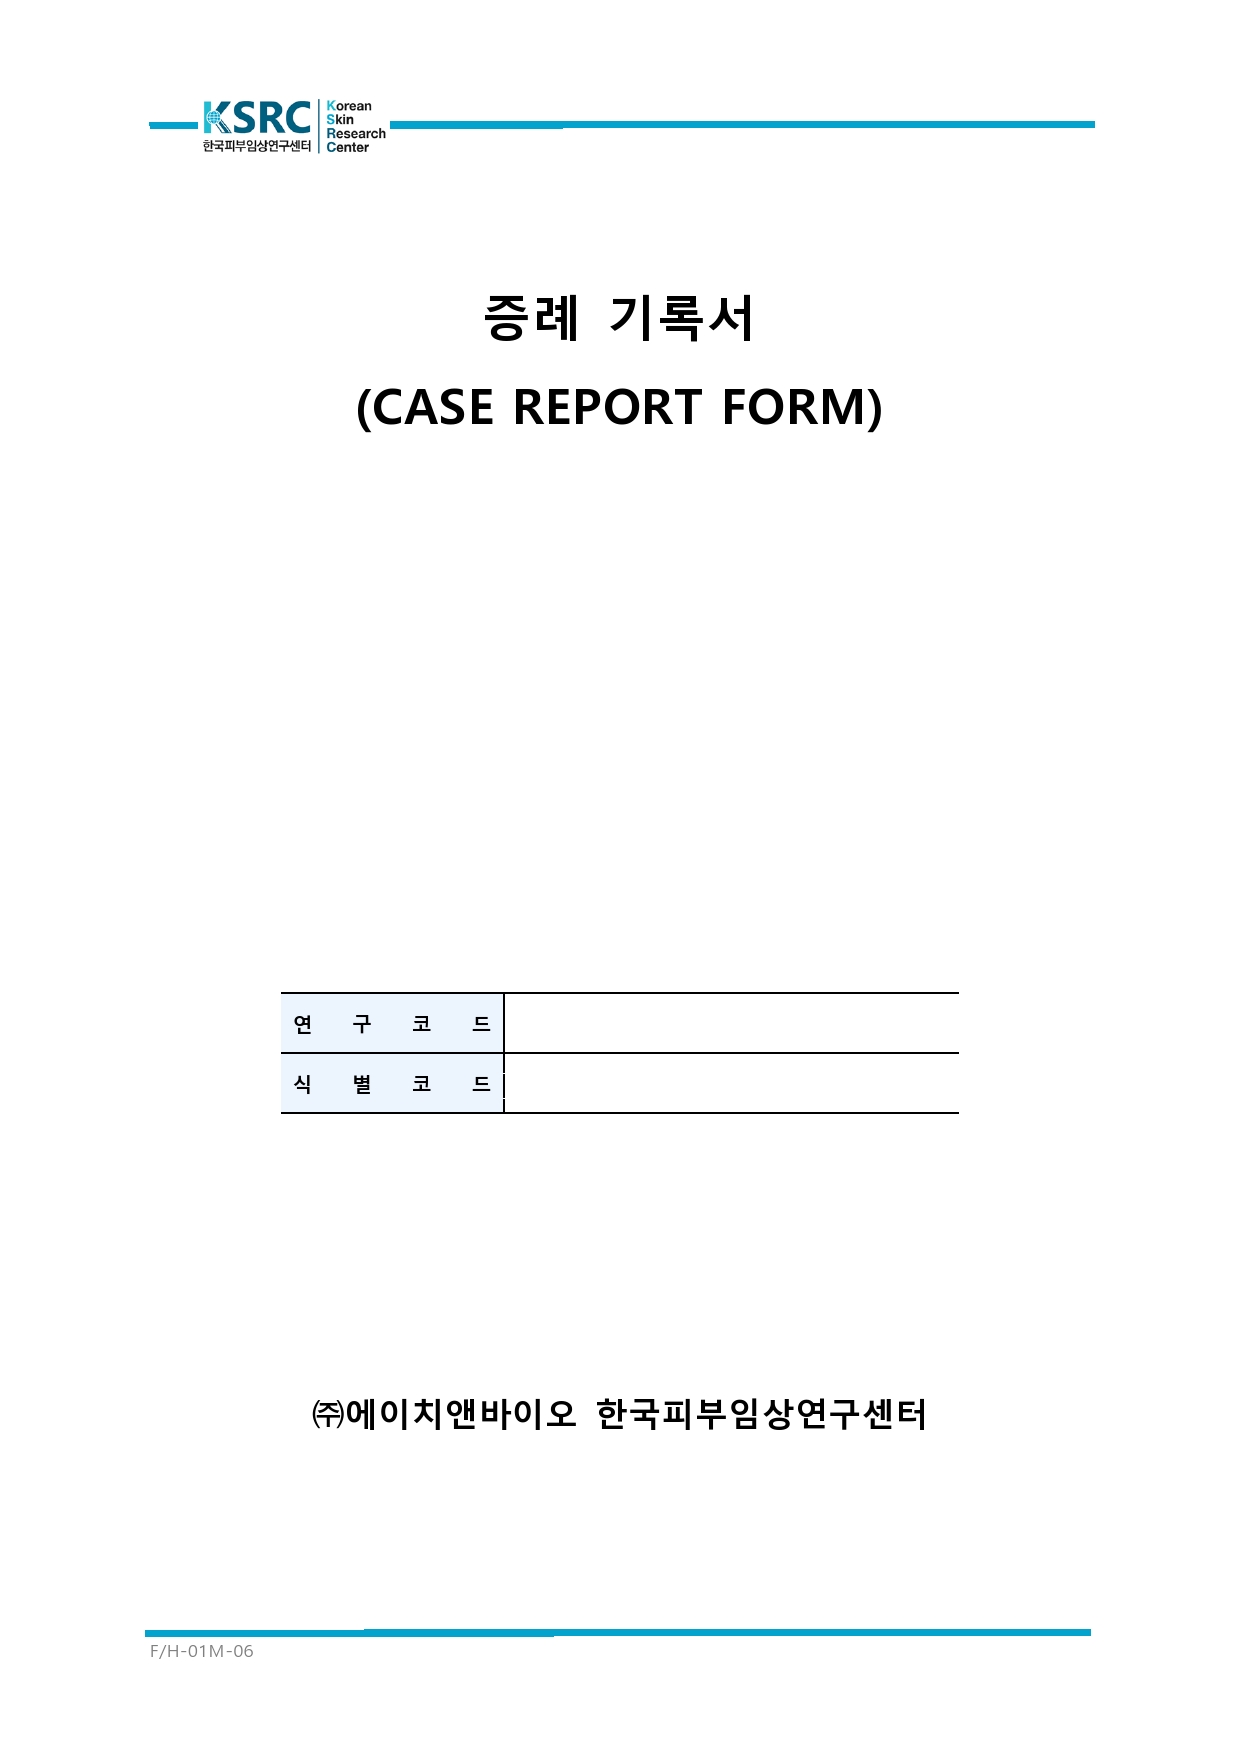 KSRC
한국피부임상연구센터
Korean
Skin
Research
Center
증례 기록서
(CASE REPORT FORM)
연 구 코 드
식 별 코 드
㈜에이치앤바이오 한국피부임상연구센터
F/H-01M-06